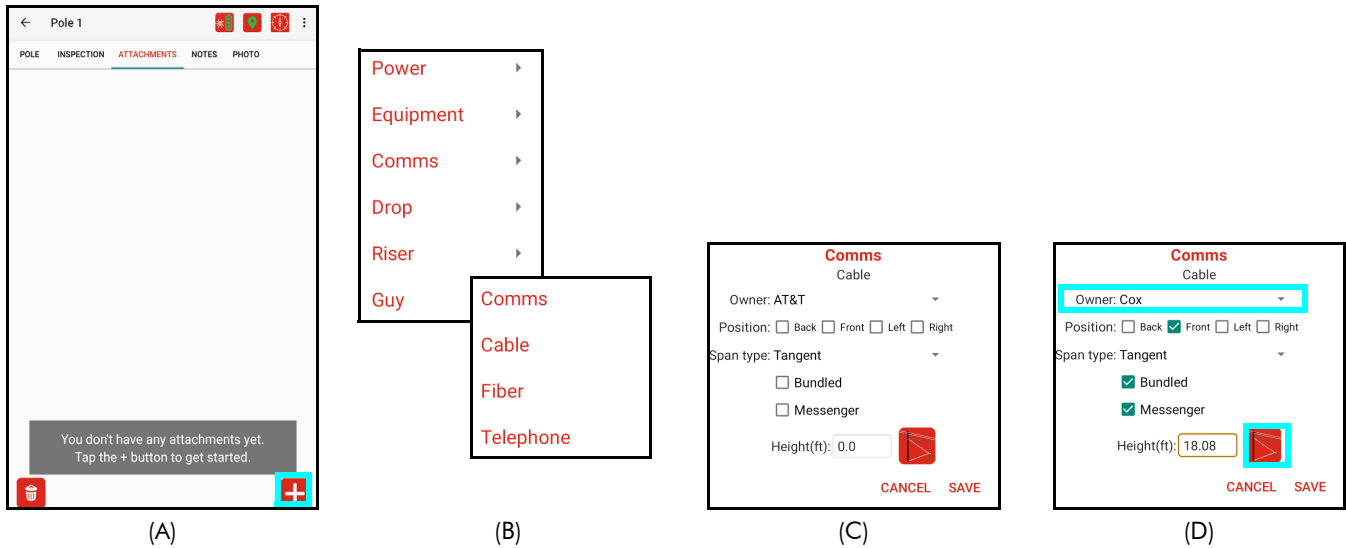 Pole 1
POLE INSPECTION ATTACHMENTS NOTES PHOTO
You don't have any attachments yet.
Tap the + button to get started.
(A)
Power
Equipment
Comms
Drop
Riser
Guy
Comms
Cable
Fiber
Telephone
(B)
Comms
Cable
Owner: AT&T
Position: Back Front Left Right
Span type: Tangent
Bundled
Messenger
Height(ft): 0.0
CANCEL SAVE
(C)
Comms
Cable
Owner: Cox
Position: Back Front Left Right
Span type: Tangent
Bundled
Messenger
Height(ft): 18.08
CANCEL SAVE
(D)